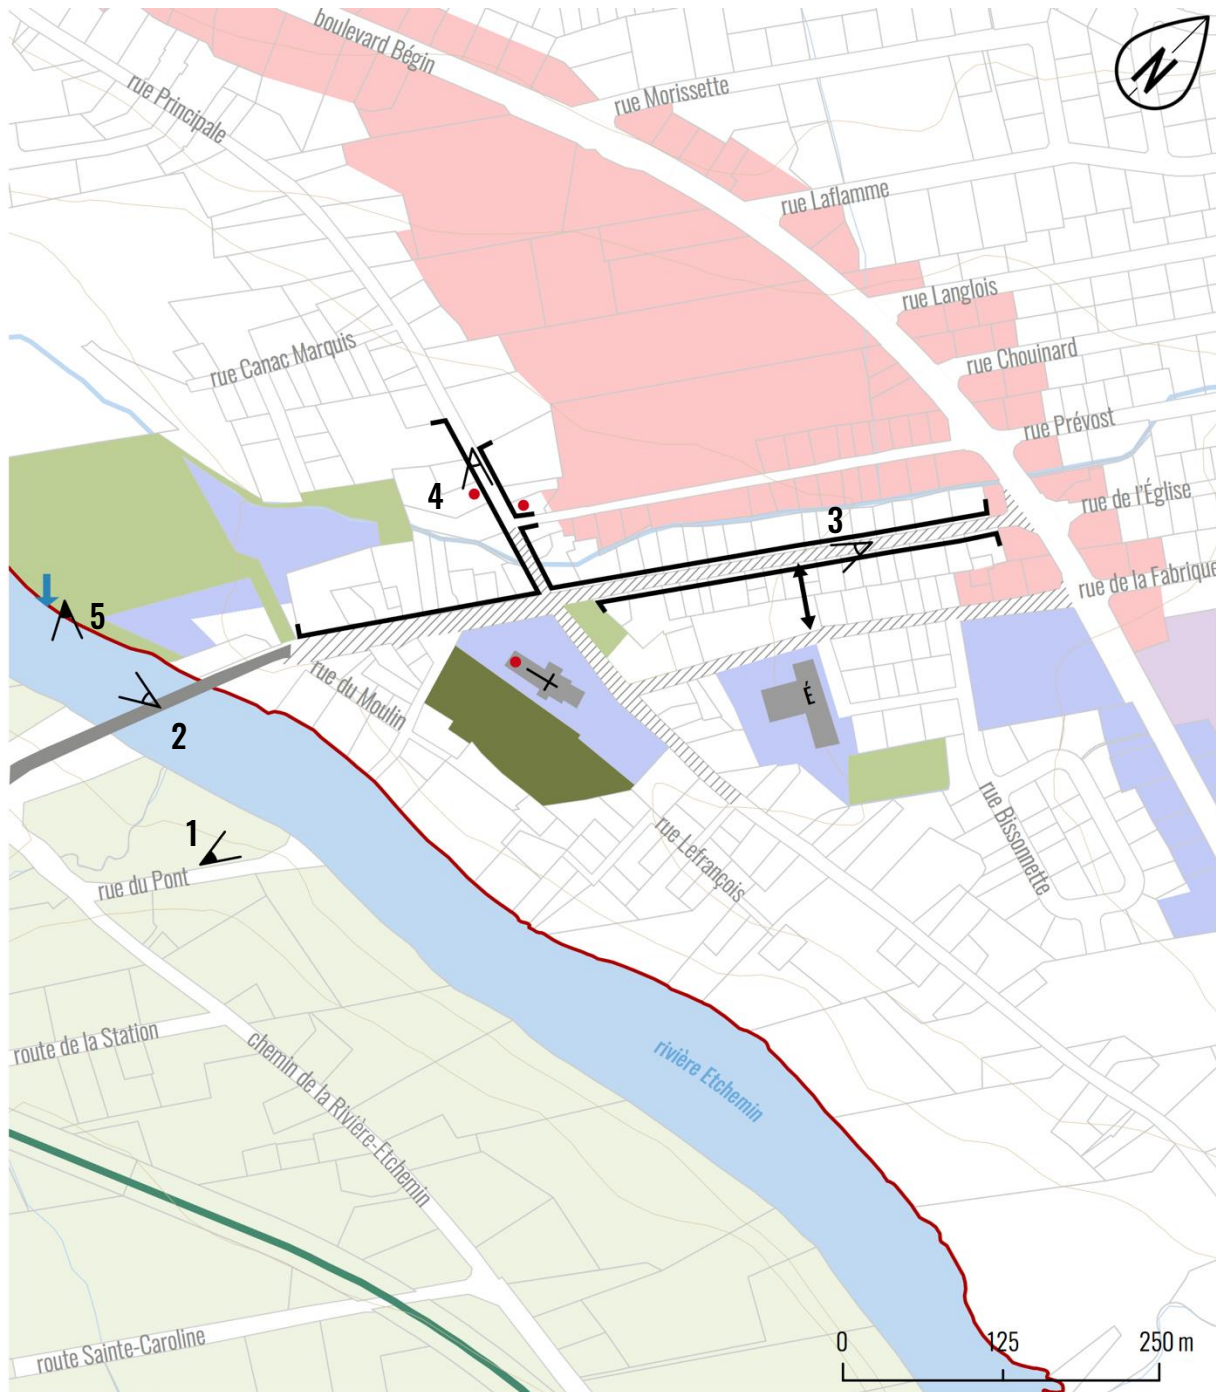 boulevard Bégin
N
rue Principale
rue Morissette
rue Laflamme
rue Langlois
rue Canac Marquis
rue Chouinard
rue Prévost
4
rue de l'Église
3
rue de la Fabrique
5
rue du Moulin
É
2
rue Bissonnette
1
rue Lefrançois
rue du Pont
route de la Station
chemin de la Rivière-Etchemin
rivière Etchemin
route Sainte-Caroline
0 125 250 m